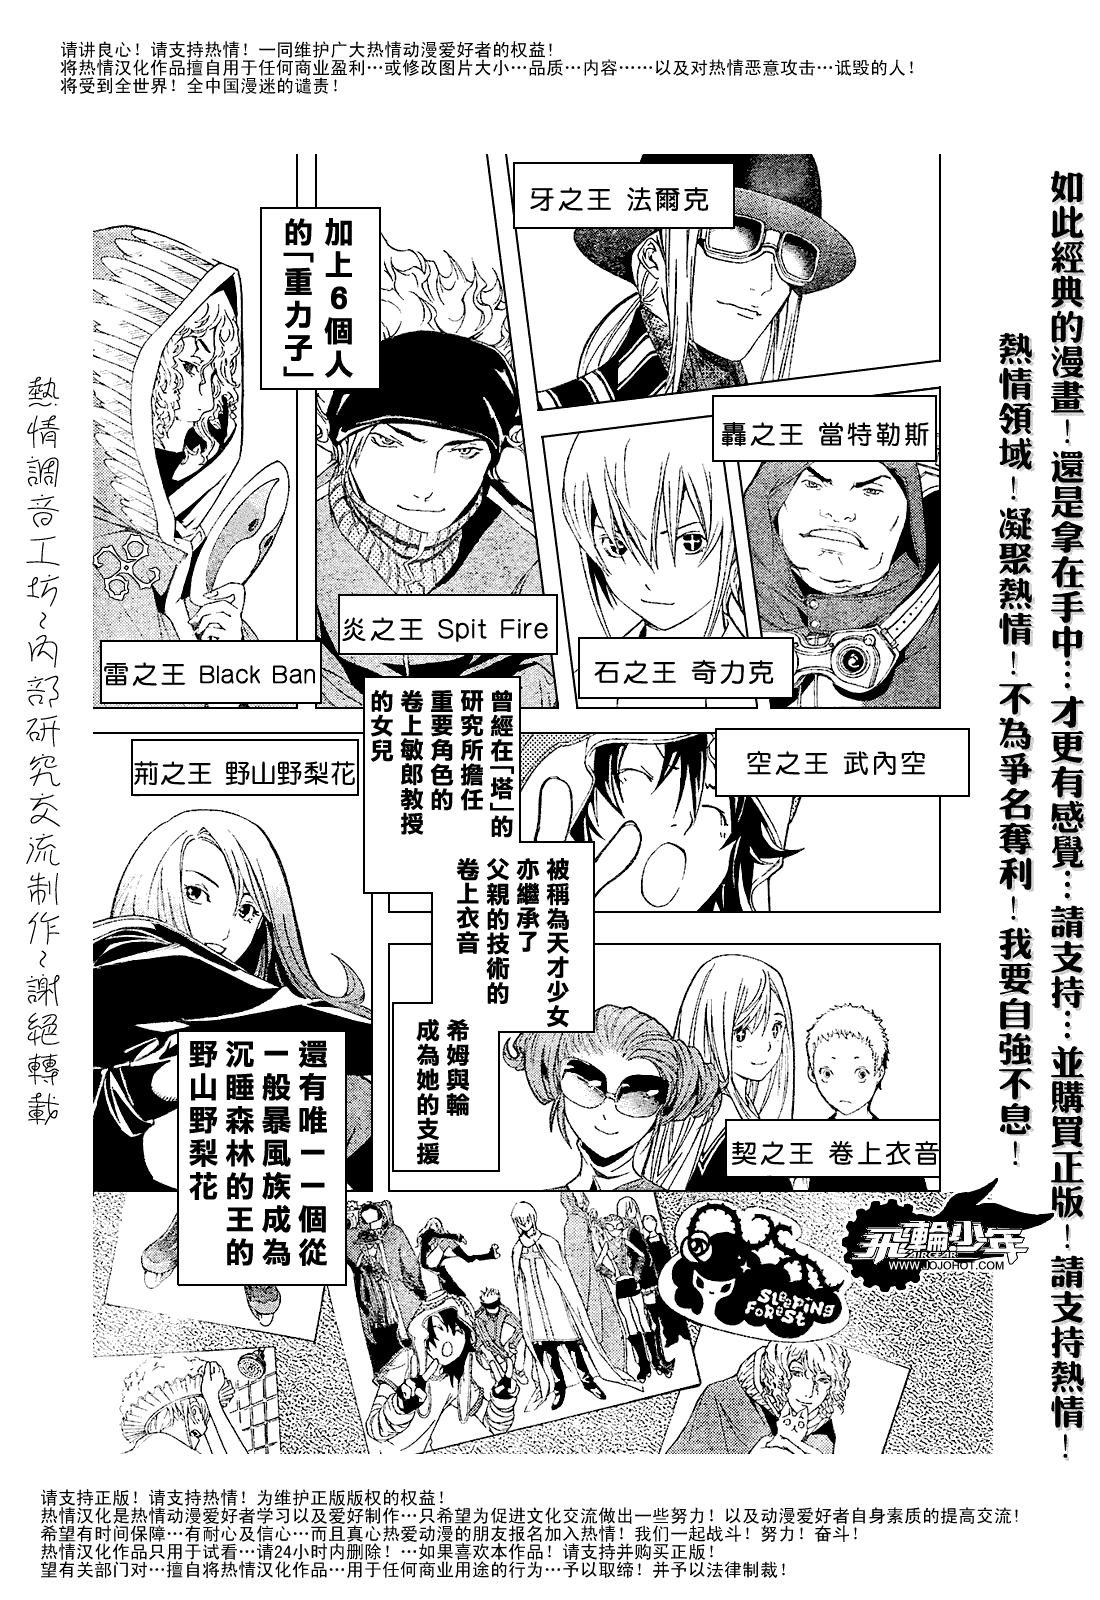 请讲良心！请支持热情！一同维护广大热情动漫爱好者的权益！
将热情汉化作品擅自用于任何商业盈利…或修改图片大小…品质…内容……以及对热情恶意攻击…诋毁的人！
将受到全世界！全中国漫迷的谴责！
如此經典的漫畫！還是拿在手中…才更有感覺…請支持…並購買正版！請支持熱情！
熱情領域！凝聚熱情！不為爭名奪利！我要自強不息！
牙之王 法爾克
加上6個人
的「重力子」
轟之王 當特勒斯
炎之王 Spit Fire
石之王 奇力克
雷之王 Black Ban
曾經在「塔」的
研究所擔任
重要角色的
卷上敏郎教授
的女兒
空之王 武內空
荊之王 野山野梨花
被稱為天才少女
亦繼承了
父親的技術的
卷上衣音
希姆與輪
成為她的支援
契之王 卷上衣音
還有唯一一個從
一般暴風族成為
沉睡森林的王的
野山野梨花
SLeePiNg
FoReSt
飛輪少年
AIRGEAR
WWW.JOJOHOT.COM
熱情調音工坊~內部研究交流制作~謝絕轉載
请支持正版！请支持热情！为维护正版版权的权益！
热情汉化是热情动漫爱好者学习以及爱好制作…只希望为促进文化交流做出一些努力！以及动漫爱好者自身素质的提高交流！
希望有时间保障…有耐心及信心…而且真心热爱动漫的朋友报名加入热情！我们一起战斗！努力！奋斗！
热情汉化作品只用于试看…请24小时内删除！…如果喜欢本作品！请支持并购买正版！
望有关部门对…擅自将热情汉化作品…用于任何商业用途的行为…予以取缔！并予以法律制裁！